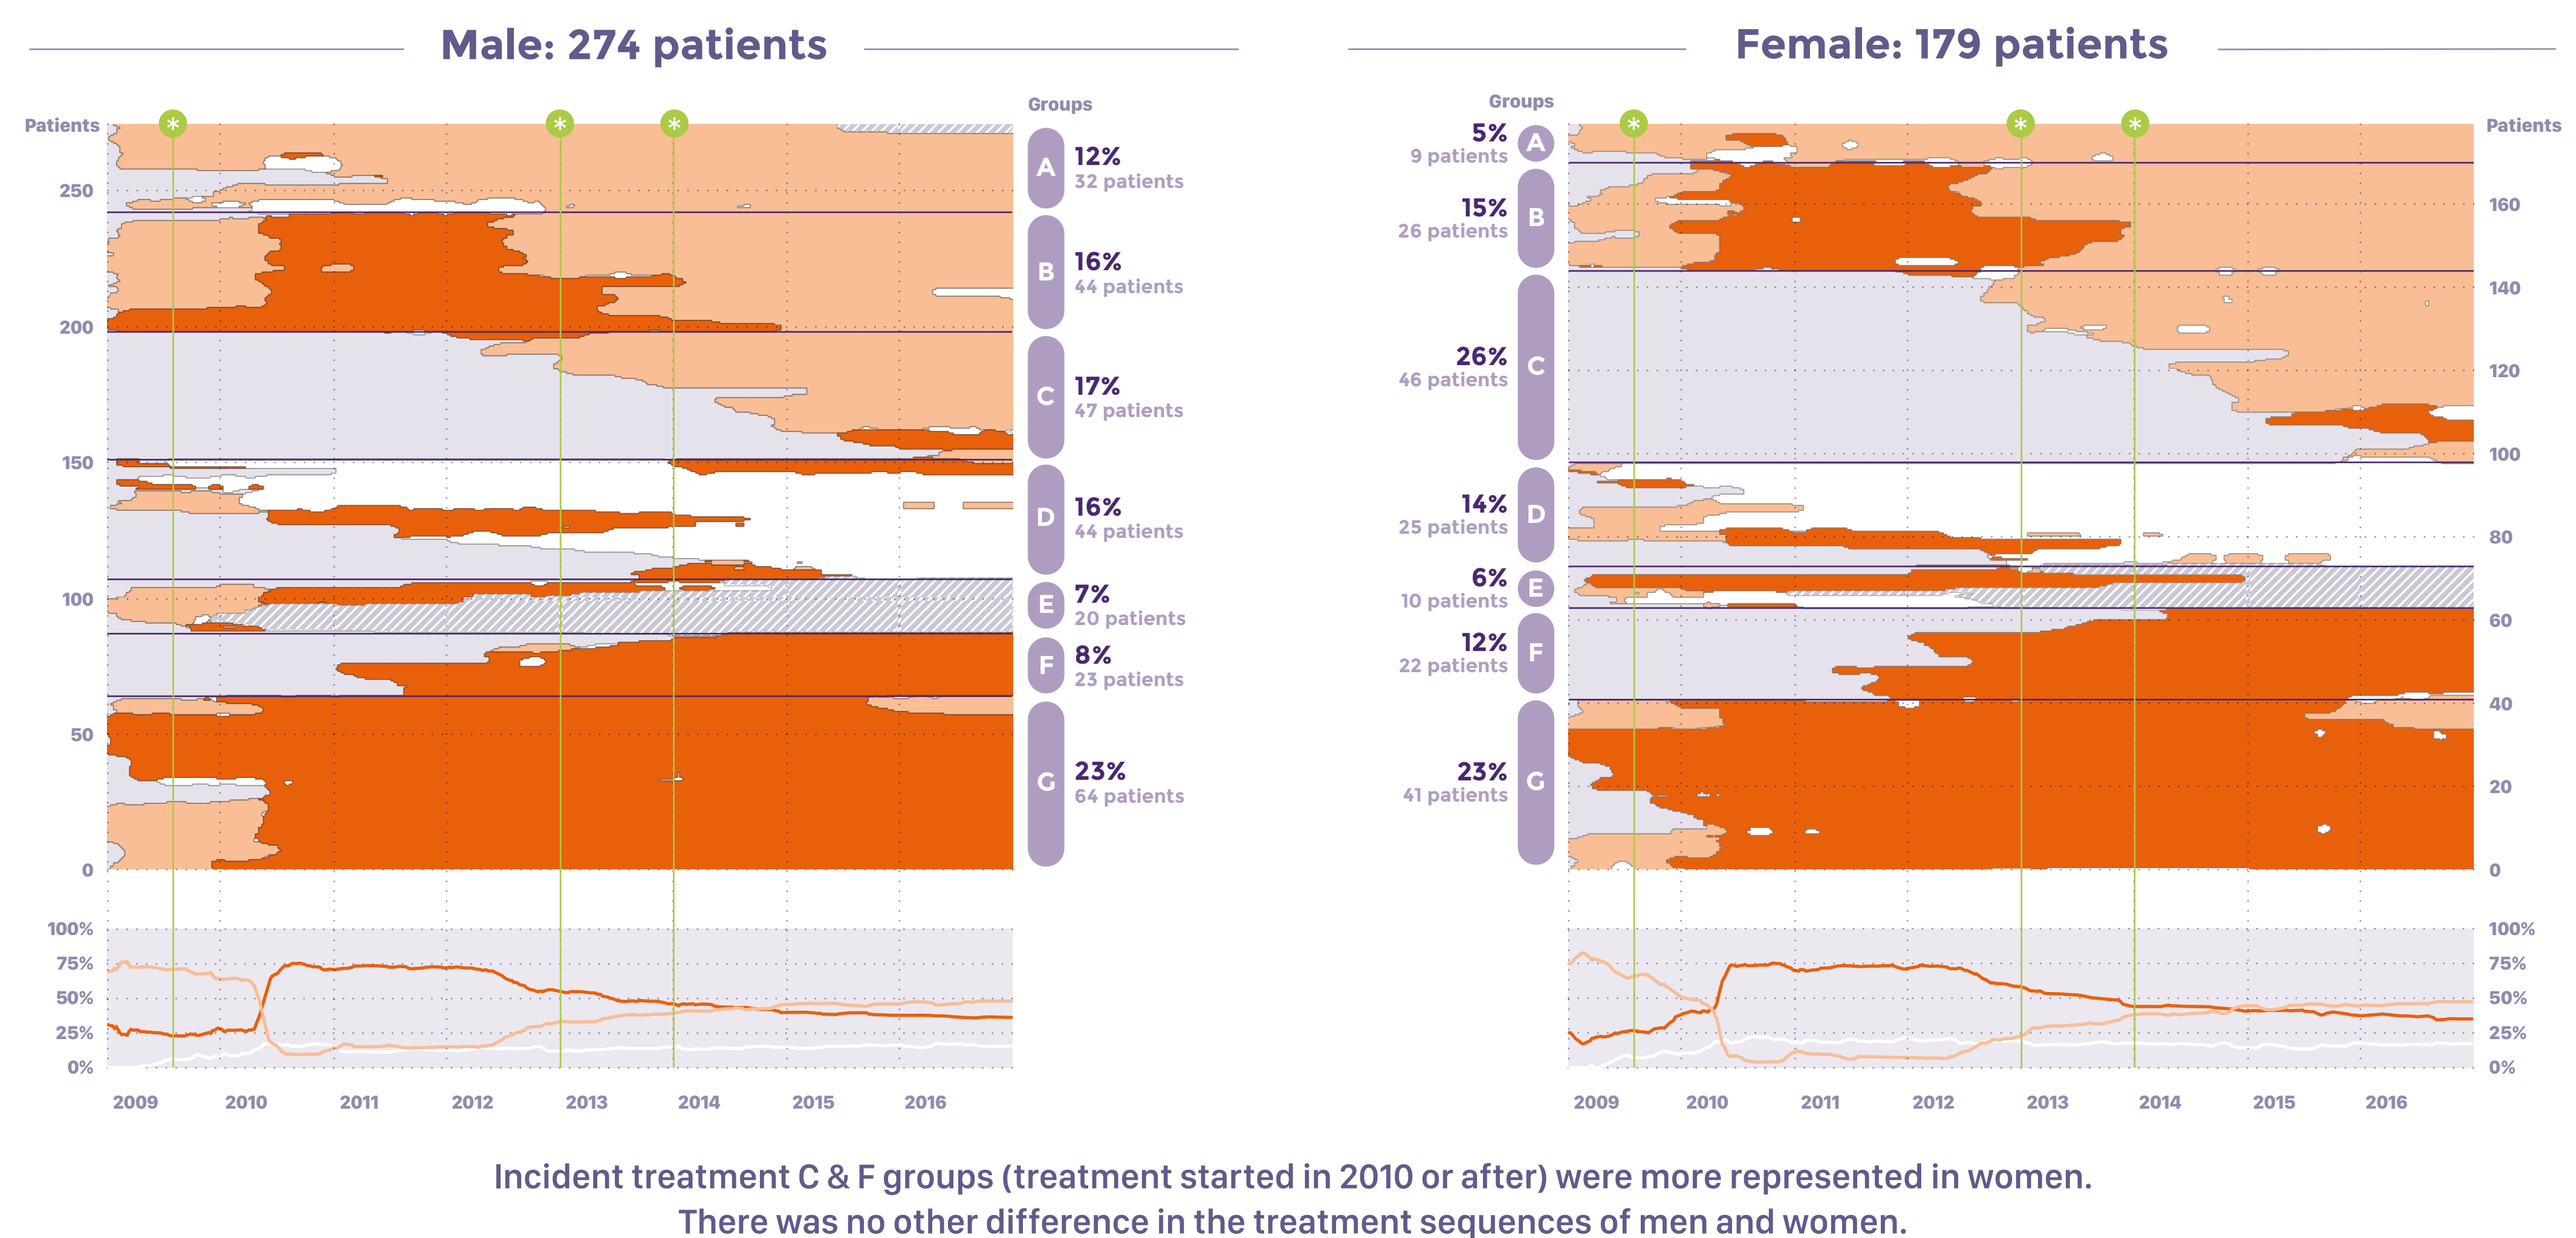 Male: 274 patients
Patients
*
*
*
Groups
250
200
150
100
50
0
A
12%
32 patients
B
16%
44 patients
C
17%
47 patients
D
16%
44 patients
E
7%
20 patients
F
8%
23 patients
G
23%
64 patients
100%
75%
50%
25%
0%
2009 2010 2011 2012 2013 2014 2015 2016
Female: 179 patients
Groups
*
*
*
Patients
5%
9 patients
A
15%
26 patients
B
26%
46 patients
C
14%
25 patients
D
6%
10 patients
E
12%
22 patients
F
23%
41 patients
G
160
140
120
100
80
60
40
20
0
100%
75%
50%
25%
0%
2009 2010 2011 2012 2013 2014 2015 2016
Incident treatment C & F groups (treatment started in 2010 or after) were more represented in women.
There was no other difference in the treatment sequences of men and women.